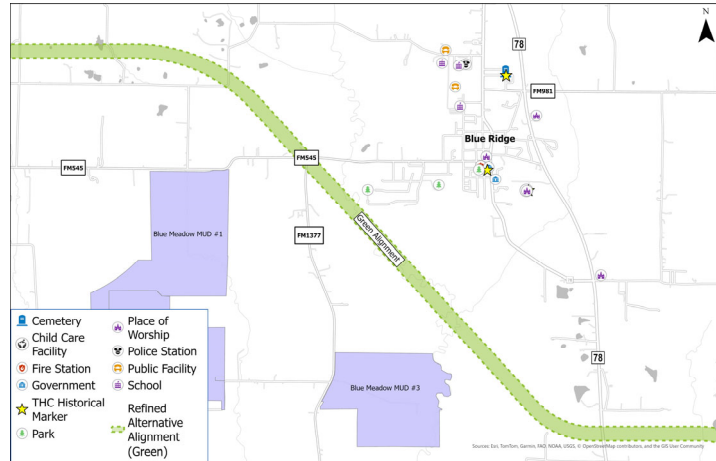 N
78
FM981
Blue Ridge
FM545
FM545
Blue Meadow MUD #1
FM1377
Green Alignment
78
Blue Meadow MUD #3
Cemetery
Child Care
Facility
Fire Station
Government
THC Historical
Marker
Park
Place of
Worship
Police Station
Public Facility
School
Refined
Alternative
Alignment
(Green)
Sources: Esri, TomTom, Garmin, FAO, NOAA, USGS, © OpenStreetMap contributors, and the GIS User Community